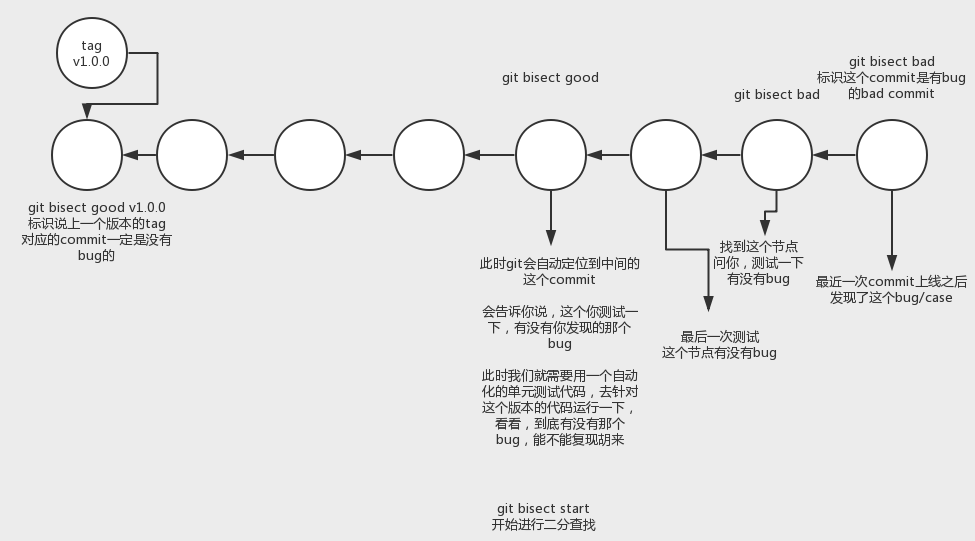 tag
v1.0.0
git bisect good
git bisect bad
git bisect bad
标识这个commit是有bug
的bad commit
git bisect good v1.0.0
标识说上一个版本的tag
对应的commit一定是没有
bug的
此时git会自动定位到中间的
这个commit
会告诉你说，这个你测试一
下，有没有你发现的那个
bug
此时我们就需要用一个自动
化的单元测试代码，去针对
这个版本的代码运行一下，
看看，到底有没有那个
bug，能不能复现胡来
最后一次测试
这个节点有没有bug
找到这个节点
问你，测试一下
有没有bug
最近一次commit上线之后
发现了这个bug/case
git bisect start
开始进行二分查找